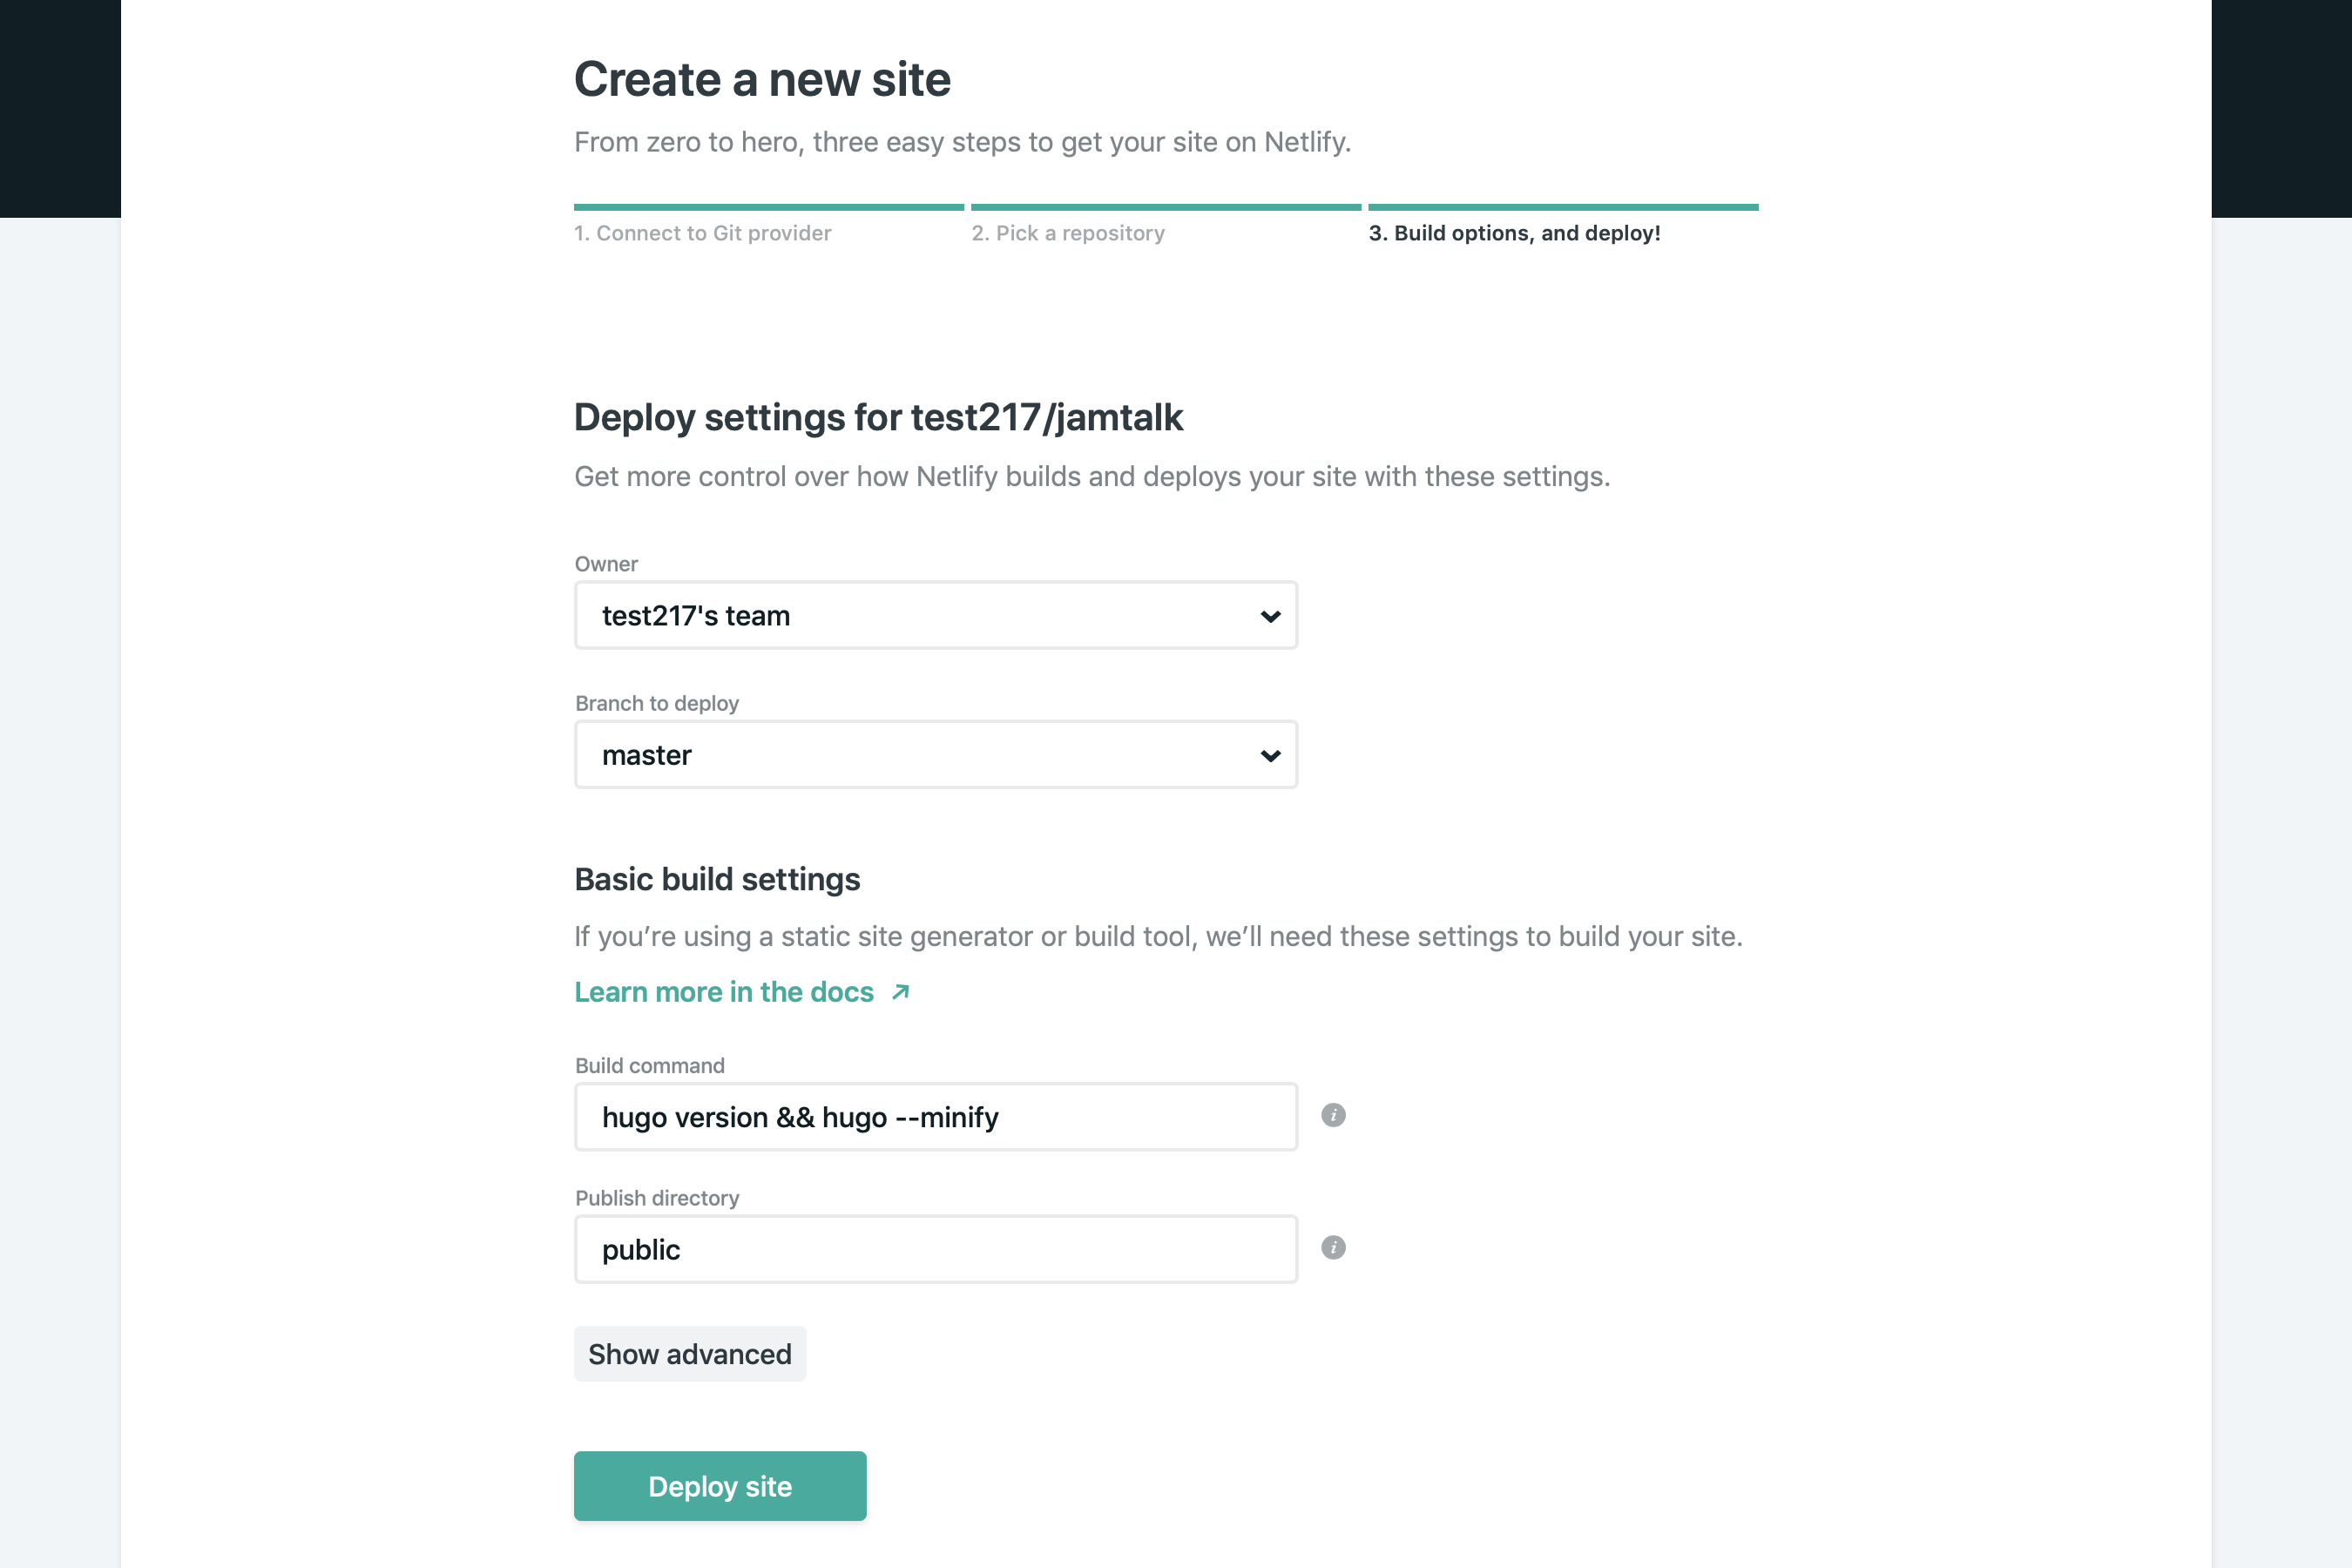 Create a new site
From zero to hero, three easy steps to get your site on Netlify.
1. Connect to Git provider
2. Pick a repository
3. Build options, and deploy!
Deploy settings for test217/jamtalk
Get more control over how Netlify builds and deploys your site with these settings.
Owner
test217's team
Branch to deploy
master
Basic build settings
If you’re using a static site generator or build tool, we’ll need these settings to build your site.
Learn more in the docs
Build command
hugo version && hugo --minify
Publish directory
public
Show advanced
Deploy site